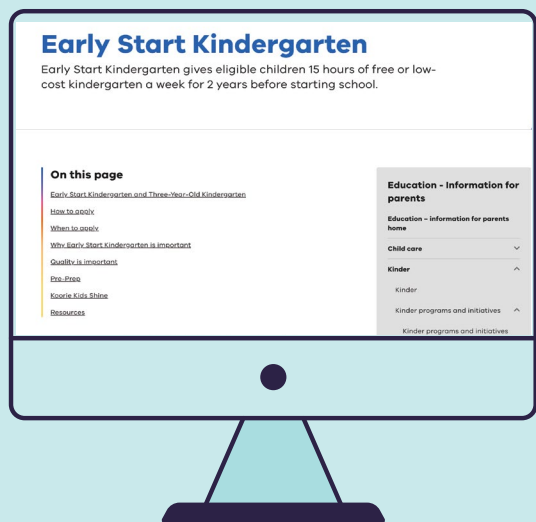 Early Start Kindergarten
Early Start Kindergarten gives eligible children 15 hours of free or low-
cost kindergarten a week for 2 years before starting school.
On this page
Early Start Kindergarten and Three-Year-Old Kindergarten
How to apply
When to apply
Why Early Start Kindergarten is important
Quality is important
Pre-Prep
Koorie Kids Shine
Resources
Education - Information for
parents
Education – information for parents
home
Child care
Kinder
Kinder
Kinder programs and initiatives
Kinder programs and initiatives